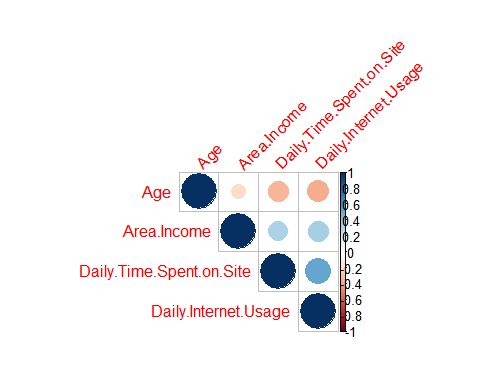 Age
Area.Income
Daily.Time.Spent.on.Site
Daily.Internet.Usage
Age
Area.Income
Daily.Time.Spent.on.Site
Daily.Internet.Usage
1
0.8
0.6
0.4
0.2
0
-0.2
-0.4
-0.6
-0.8
-1